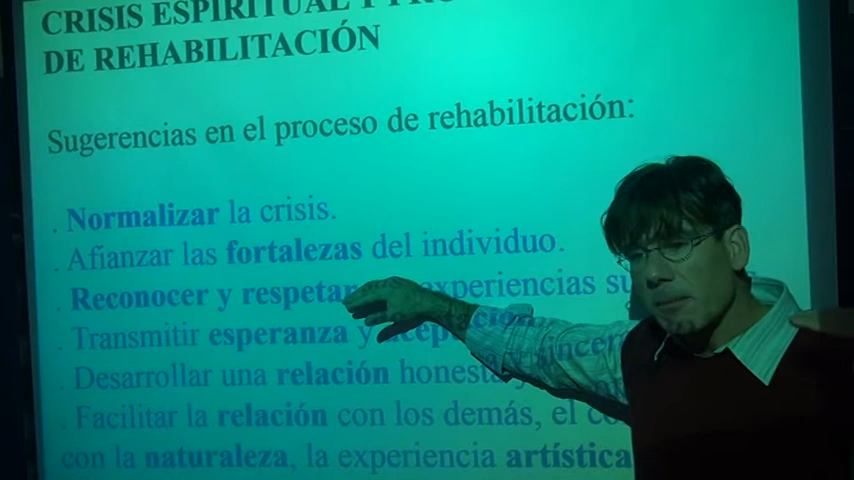 CRISIS ESPIRITUAL Y
DE REHABILITACIÓN
Sugerencias en el proceso de rehabilitación:
. Normalizar la crisis.
. Afianzar las fortalezas del individuo.
. Reconocer y respetar experiencias
. Transmitir esperanza y aceptación
. Desarrollar una relación honesta y
. Facilitar la relación con los demás, el
con la naturaleza, la experiencia artística